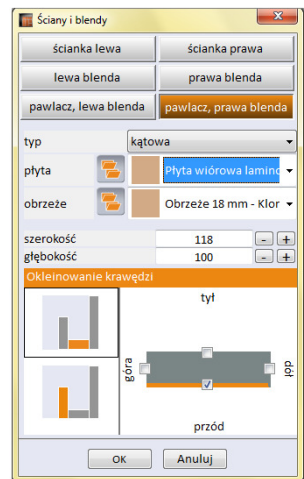 Ściany i blendy
ścianka lewa ścianka prawa
lewa blenda prawa blenda
pawlacz, lewa blenda pawlacz, prawa blenda
typ kątowa
płyta Płyta wiórowa laminc
obrzeże Obrzeże 18 mm - Klor
szerokość 118 - +
głębokość 100 - +
Okleinowanie krawędzi
tył
góra
dół
przód
OK Anuluj